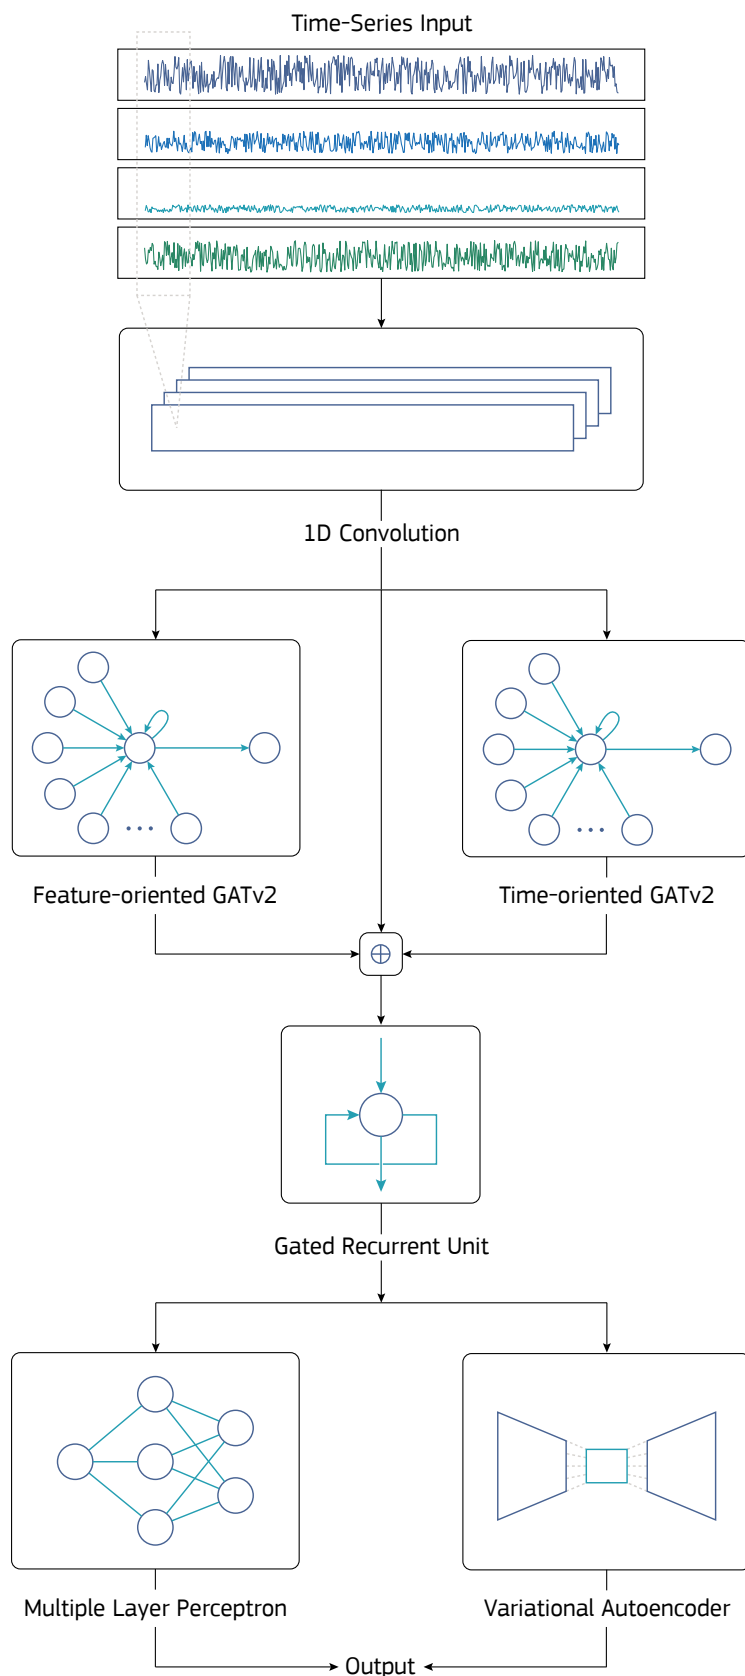 Time-Series Input
1D Convolution
Feature-oriented GATv2
Time-oriented GATv2
Gated Recurrent Unit
Multiple Layer Perceptron
Variational Autoencoder
Output